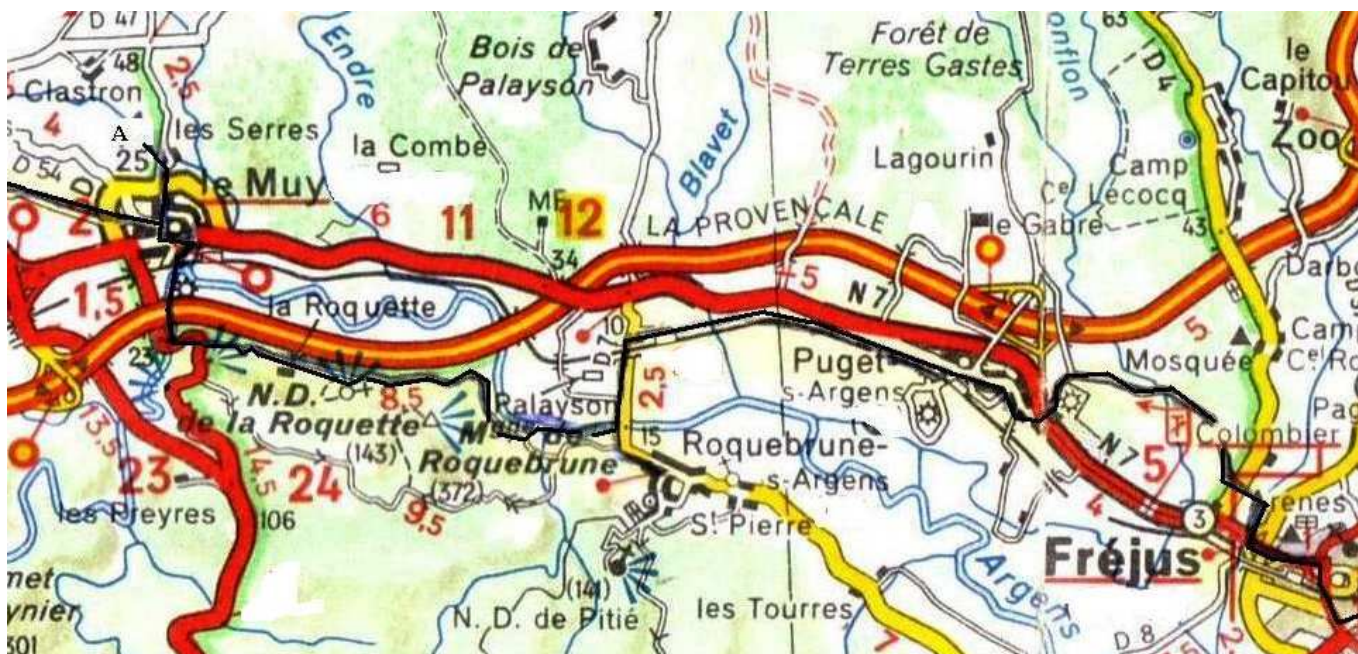 D 47
48
2,5
Clastron
4
A
25
les Serres
D 54
le Muy
2
1,5
23
Endre
la Combe
6
11
12
34
Bois de
Palayson
Blavet
LA PROVENÇALE
5
N 7
Forêt de
Terres Gastes
Lagourin
le Gabre
63
D 4
Camp
Cel Lecocq
43
le
Capitou
Zoo
5
Mosquée
la Roquette
N.D.
de la Roquette
8,5
(143)
(372)
9,5
13,5
14,5
23
24
les Preyres
106
10
D 7
Palayson
2,5
15
Roquebrune
Roquebrune-
s-Argens
St Pierre
(141)
N. D. de Pitié
les Tourres
7
Puget-
s-Argens
N 7
5
4
3
Colombier
Fréjus
Argens
D 8
301